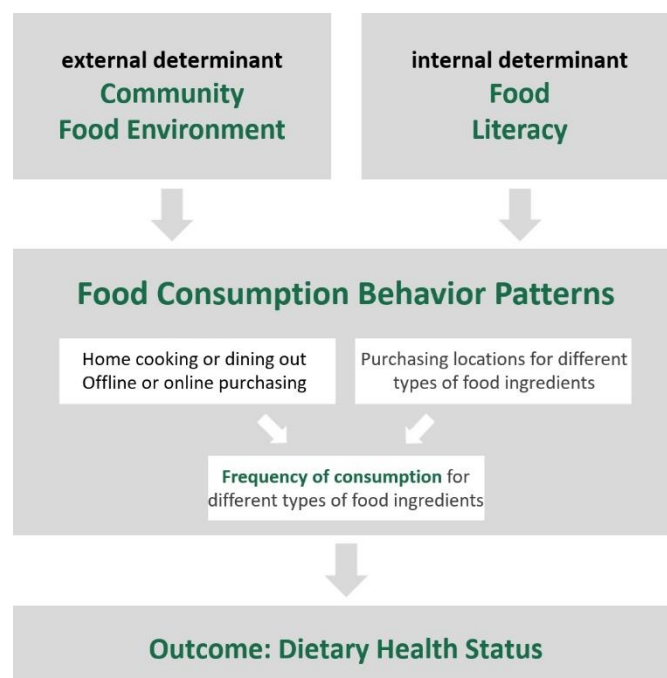 external determinant
Community
Food Environment
internal determinant
Food
Literacy
Food Consumption Behavior Patterns
Home cooking or dining out
Offline or online purchasing
Purchasing locations for different
types of food ingredients
Frequency of consumption for
different types of food ingredients
Outcome: Dietary Health Status